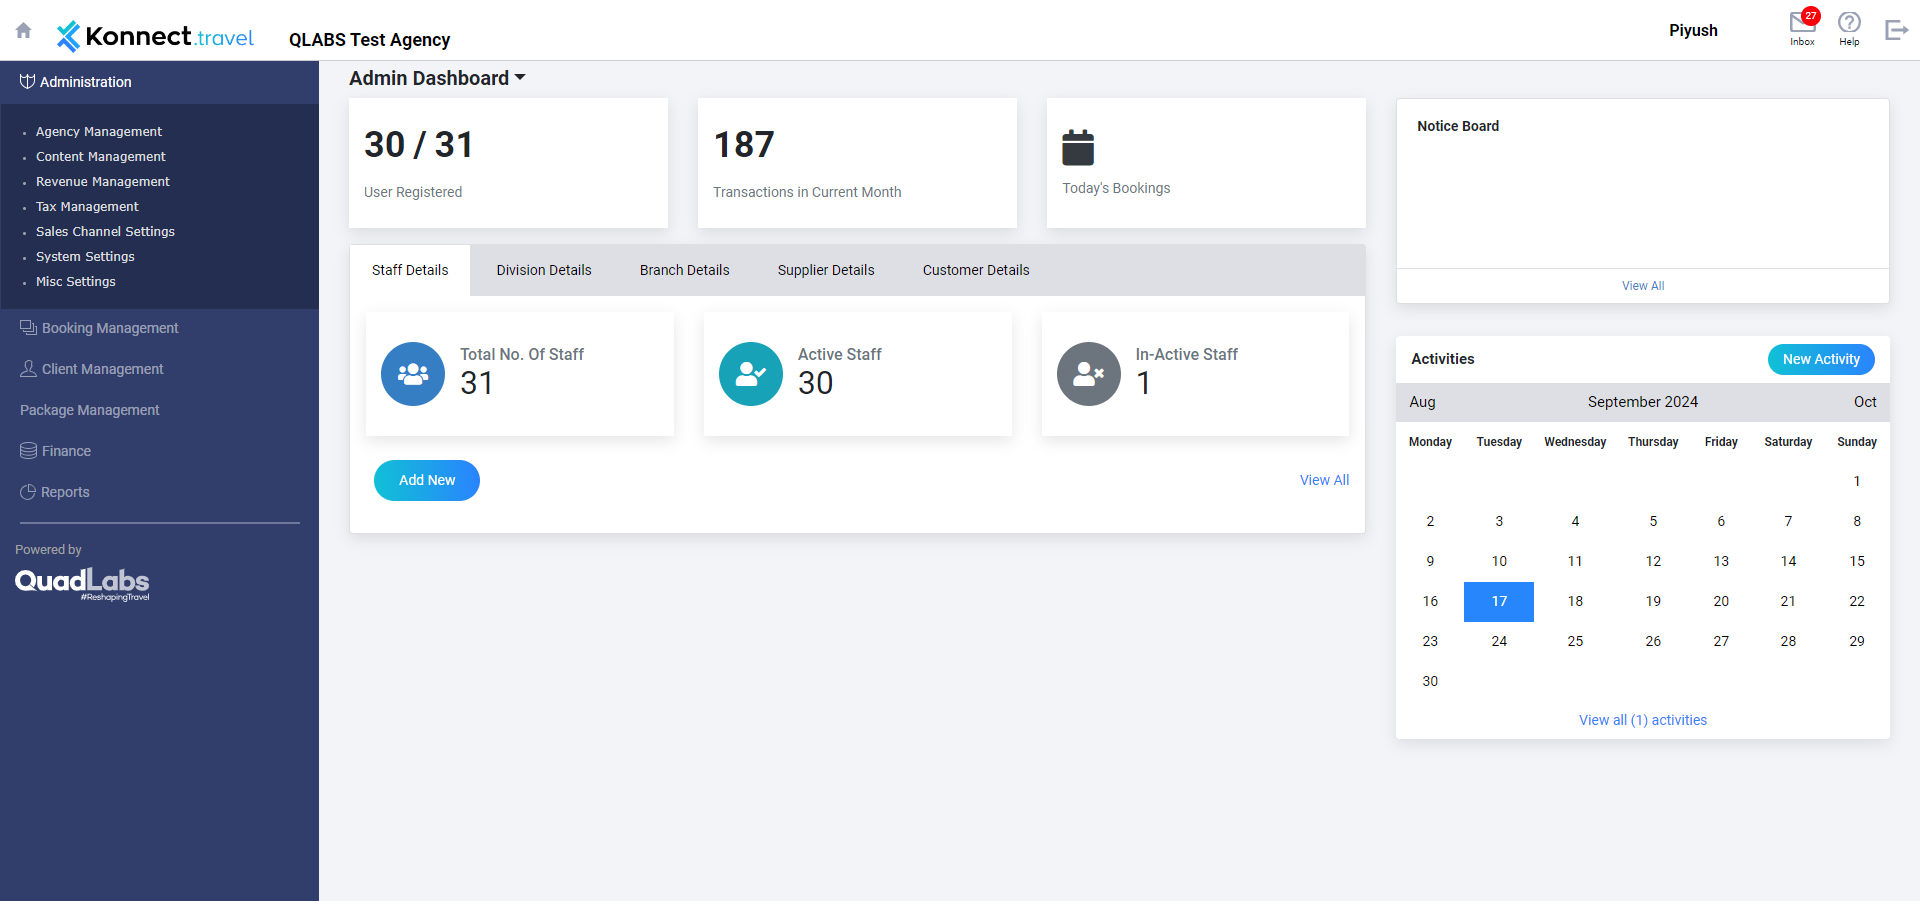 Konnect.travel
QLABS Test Agency
Piyush
27
Inbox
Help
Administration
Agency Management
Content Management
Revenue Management
Tax Management
Sales Channel Settings
System Settings
Misc Settings
Booking Management
Client Management
Package Management
Finance
Reports
Powered by
QuadLabs
#ReshapingTravel
Admin Dashboard
30 / 31
User Registered
187
Transactions in Current Month
Today's Bookings
Staff Details Division Details Branch Details Supplier Details Customer Details
Total No. Of Staff
31
Active Staff
30
In-Active Staff
1
Add New
View All
Notice Board
View All
Activities
New Activity
Aug September 2024 Oct
Monday Tuesday Wednesday Thursday Friday Saturday Sunday
1
2 3 4 5 6 7 8
9 10 11 12 13 14 15
16 17 18 19 20 21 22
23 24 25 26 27 28 29
30
View all (1) activities